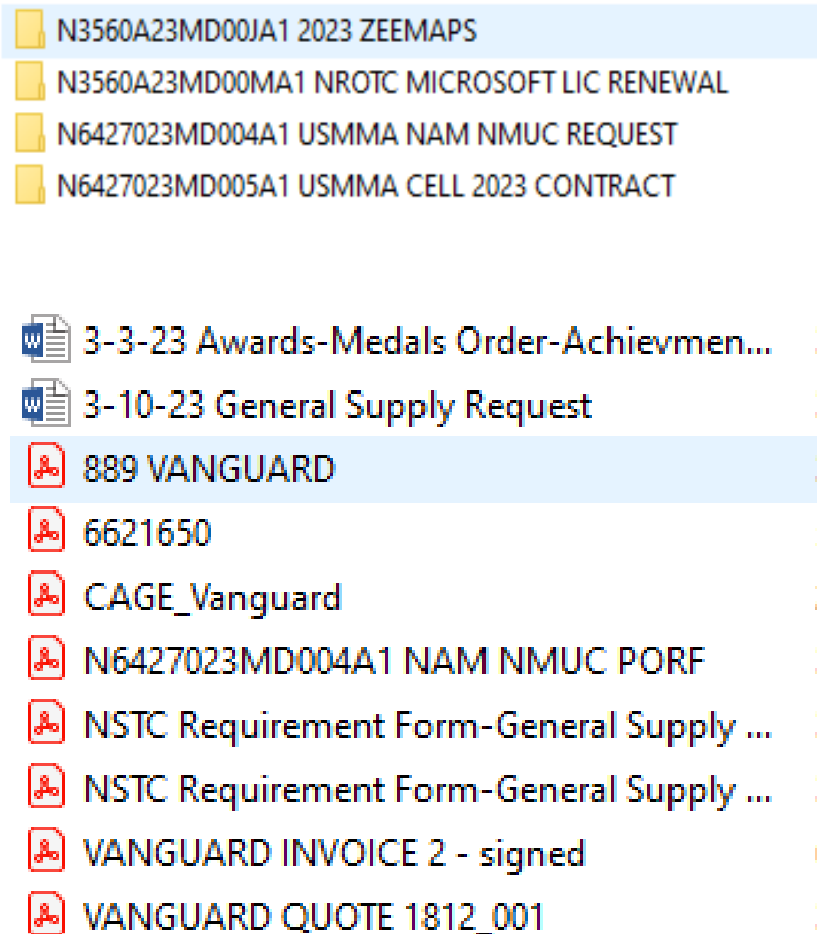 N3560A23MD00JA1 2023 ZEEMAPS
N3560A23MD00MA1 NROTC MICROSOFT LIC RENEWAL
N6427023MD004A1 USMMA NAM NMUC REQUEST
N6427023MD005A1 USMMA CELL 2023 CONTRACT
3-3-23 Awards-Medals Order-Achievmen...
3-10-23 General Supply Request
889 VANGUARD
6621650
CAGE_Vanguard
N6427023MD004A1 NAM NMUC PORF
NSTC Requirement Form-General Supply ...
NSTC Requirement Form-General Supply ...
VANGUARD INVOICE 2 - signed
VANGUARD QUOTE 1812_001